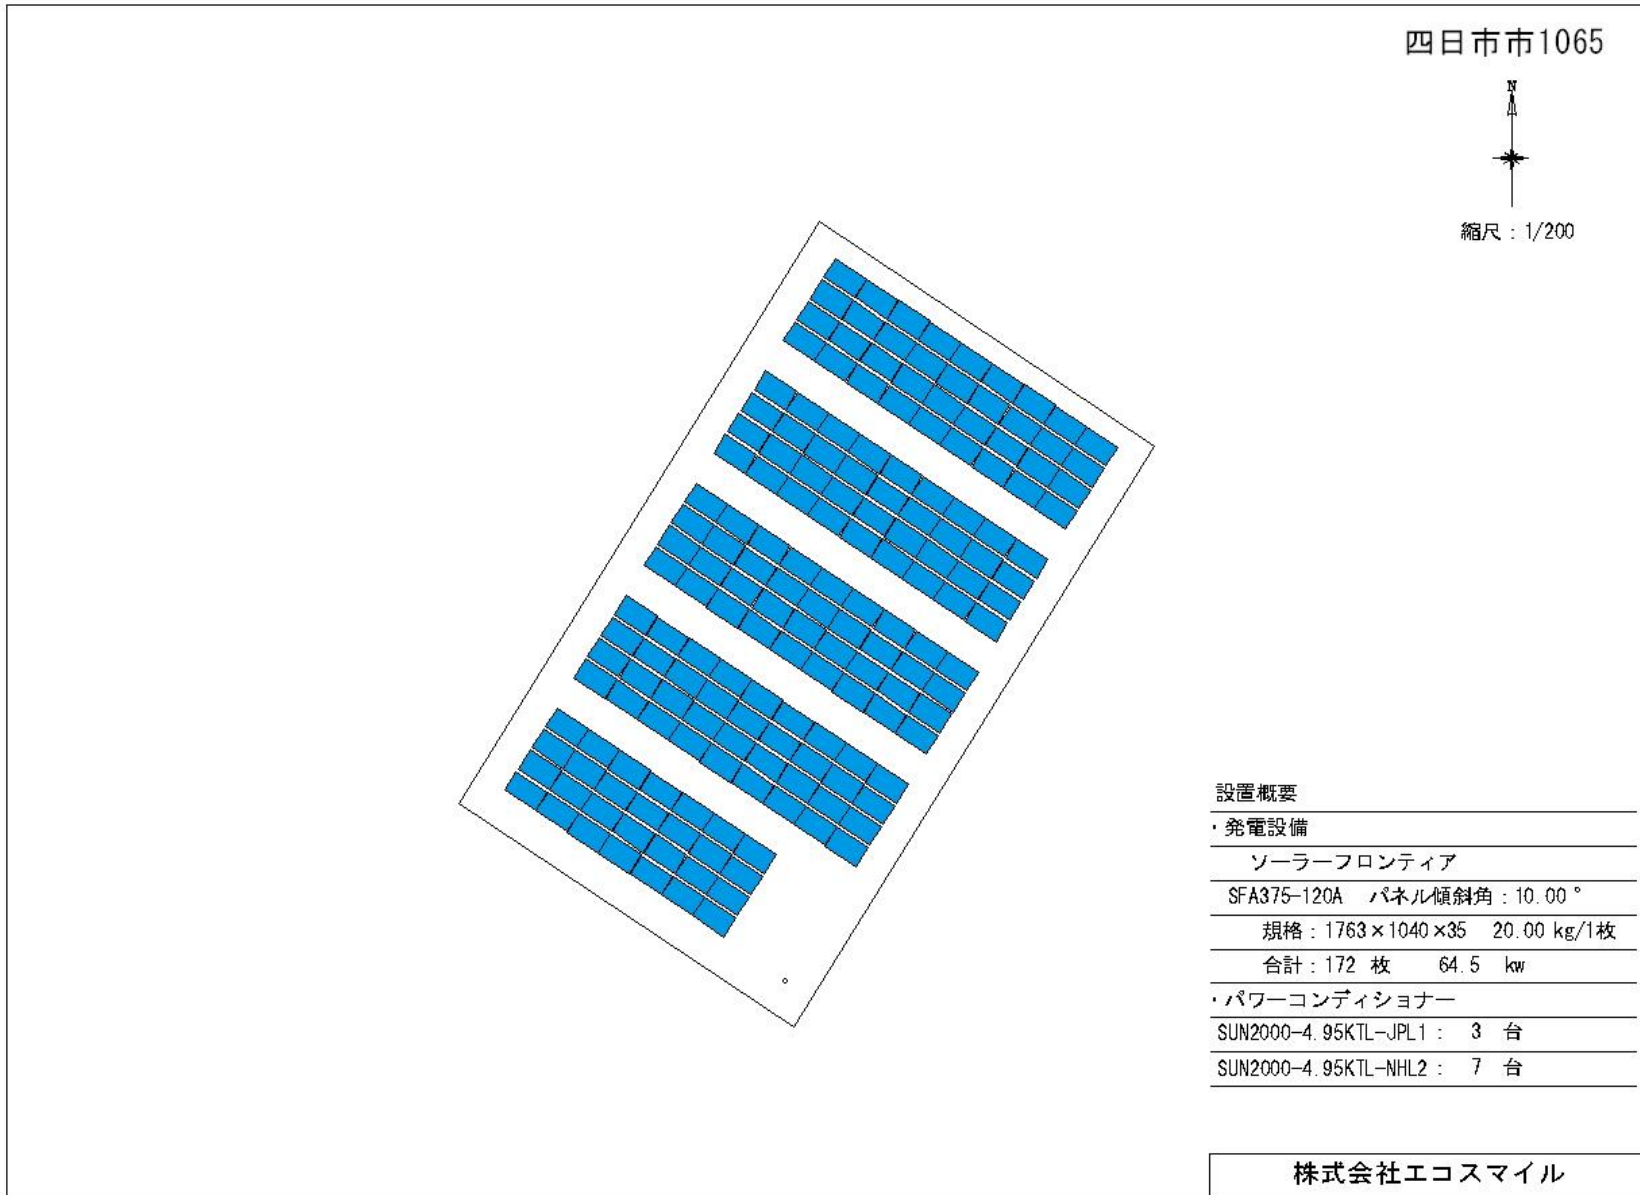 四日市市1065
N
縮尺：1/200
設置概要
・発電設備
ソーラーフロンティア
SFA375-120A パネル傾斜角：10.00°
規格：1763×1040×35 20.00 kg/1枚
合計：172 枚 64.5 kw
・パワーコンディショナー
SUN2000-4.95KTL-JPL1： 3 台
SUN2000-4.95KTL-NHL2： 7 台
株式会社エコスマイル